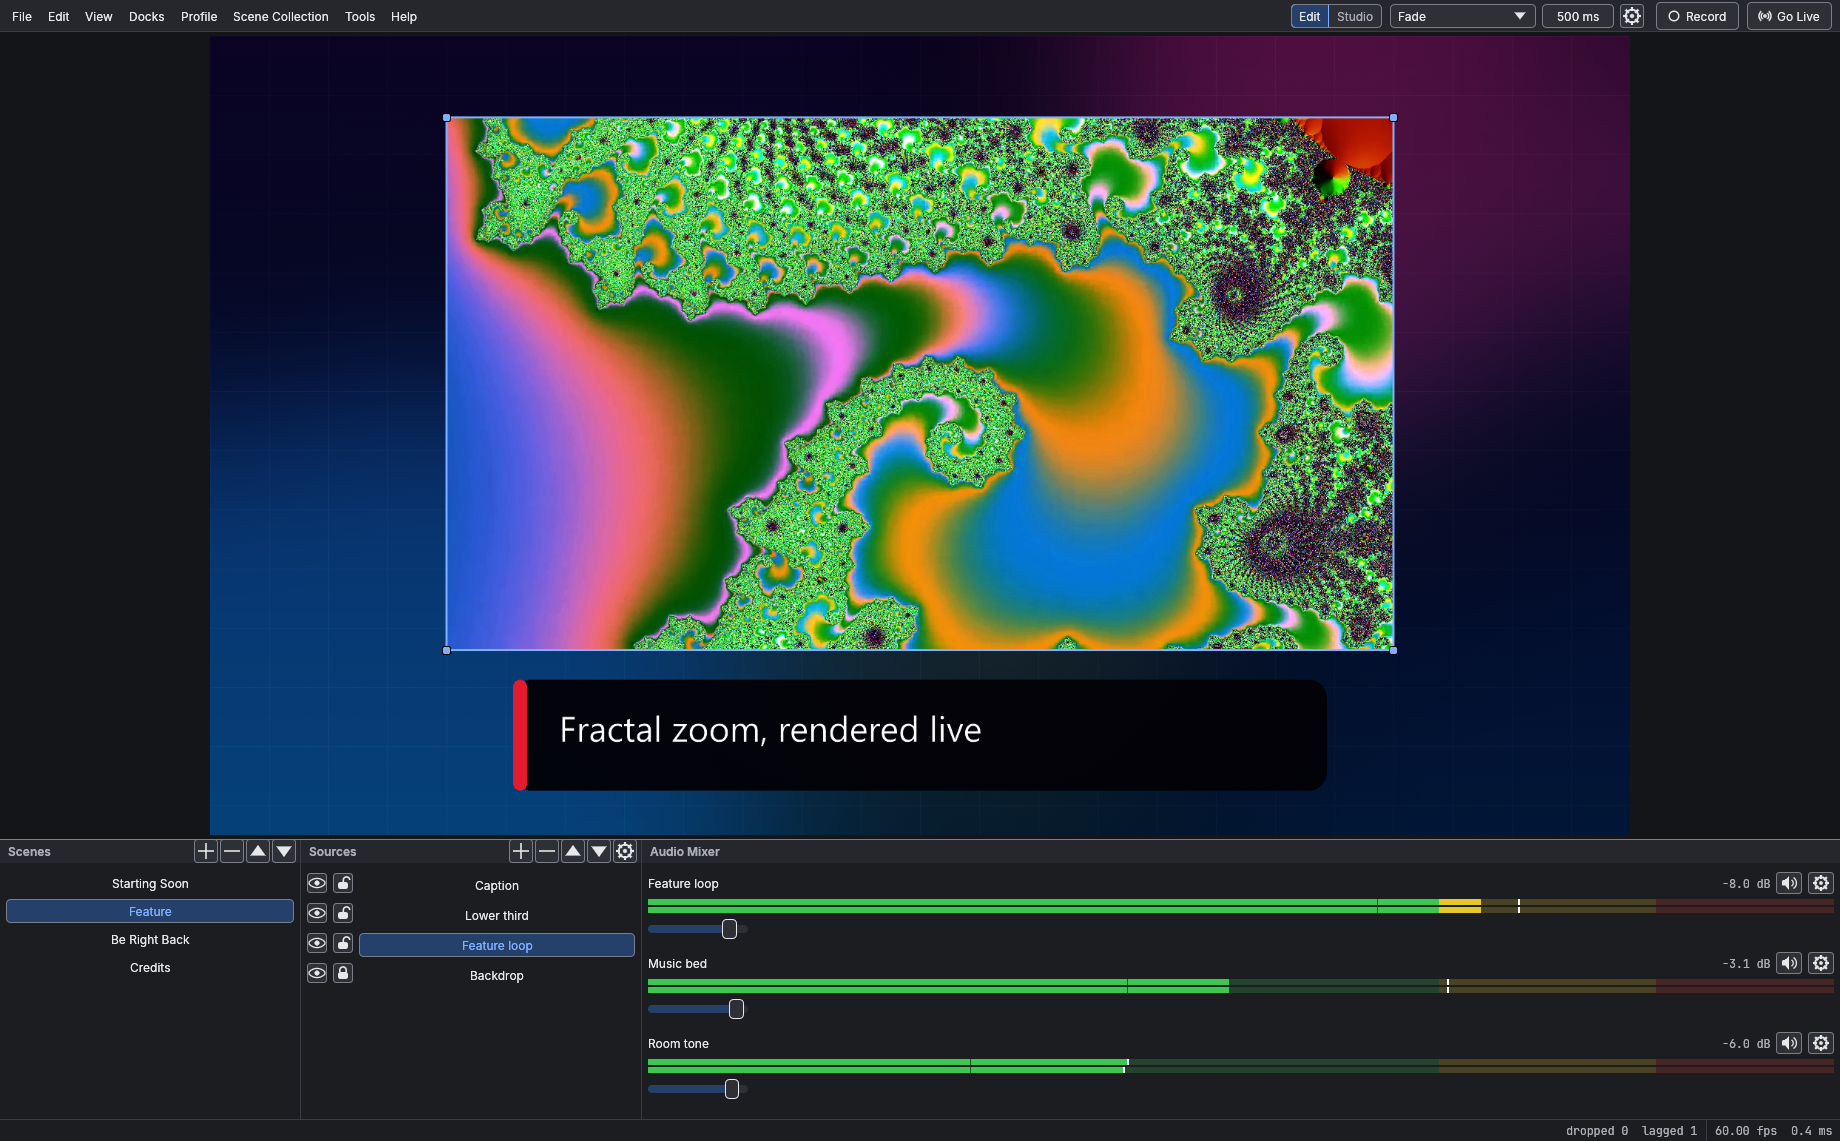 File Edit View Docks Profile Scene Collection Tools Help Edit Studio Fade 500 ms Record Go Live
Fractal zoom, rendered live
Scenes
Starting Soon
Feature
Be Right Back
Credits
Sources
Caption
Lower third
Feature loop
Backdrop
Audio Mixer
Feature loop -8.0 dB
Music bed -3.1 dB
Room tone -6.0 dB
dropped 0 lagged 1 60.00 fps 0.4 ms